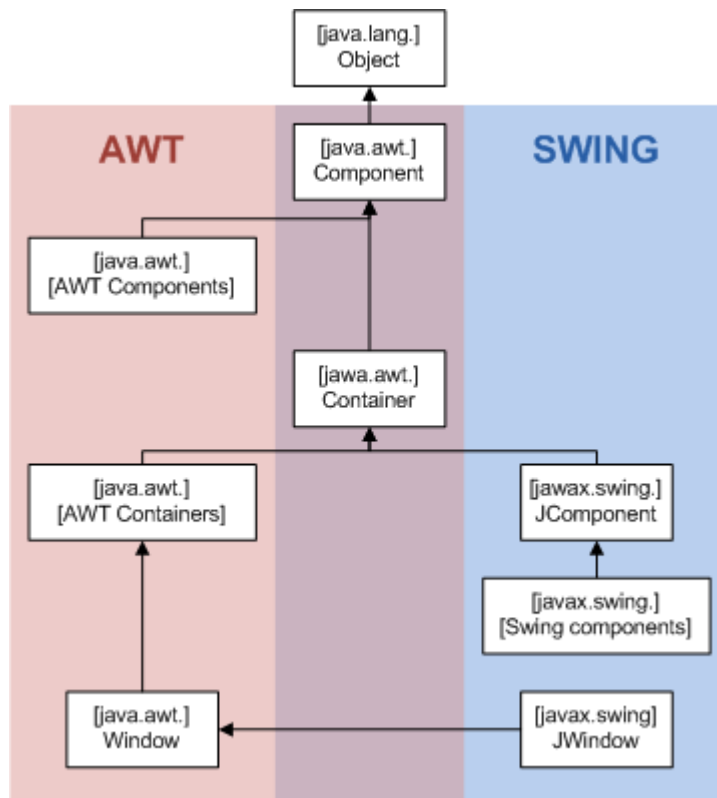 [java.lang.]
Object
AWT
[java.awt.]
Component
SWING
[java.awt.]
[AWT Components]
[jawa.awt.]
Container
[java.awt.]
[AWT Containers]
[jawax.swing.]
JComponent
[javax.swing.]
[Swing components]
[java.awt.]
Window
[javax.swing]
JWindow